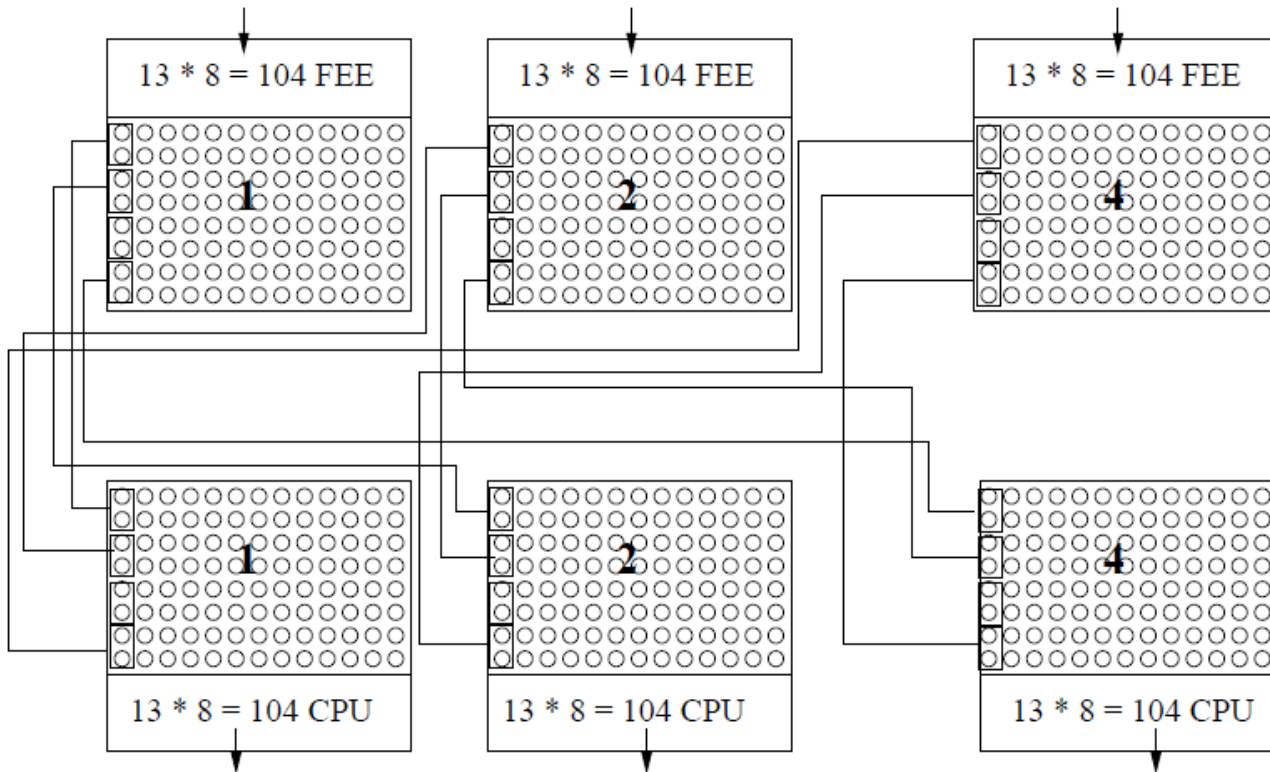 13 * 8 = 104 FEE
13 * 8 = 104 FEE
13 * 8 = 104 FEE
1
2
4
1
2
4
13 * 8 = 104 CPU
13 * 8 = 104 CPU
13 * 8 = 104 CPU